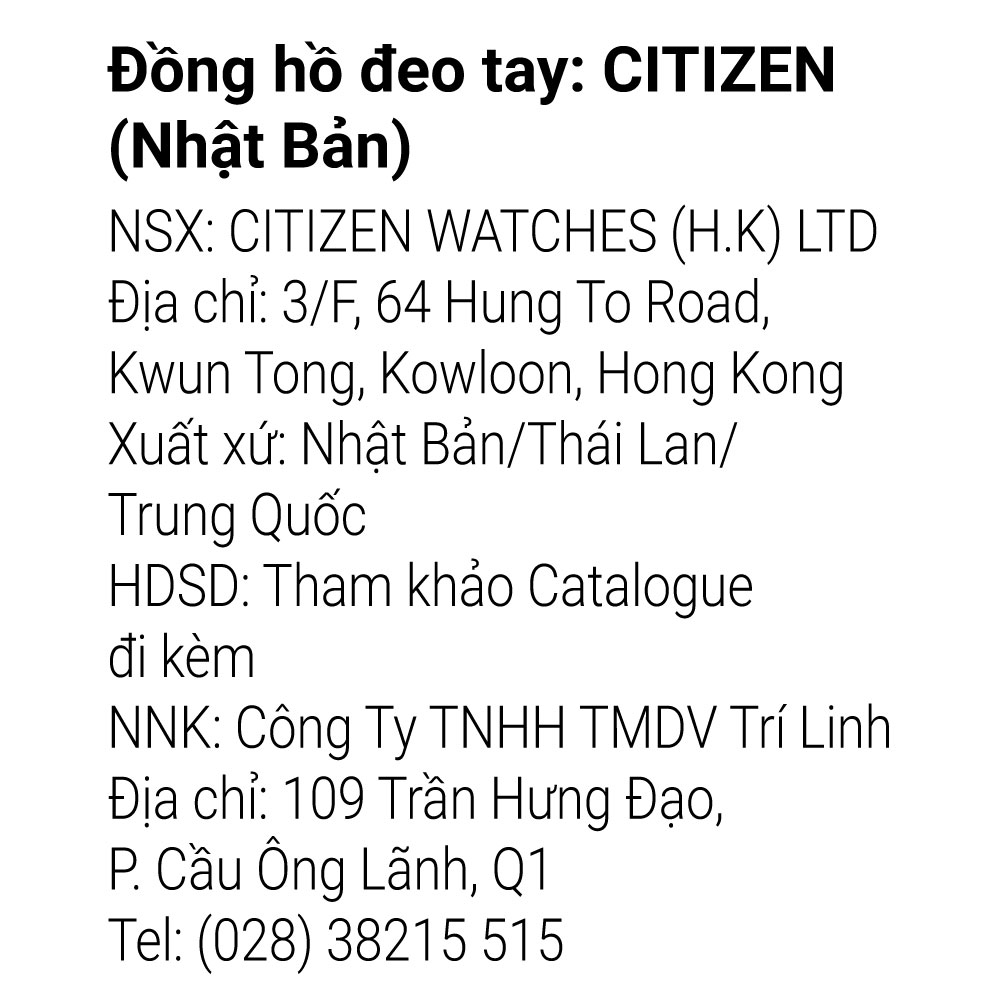 Đồng hồ đeo tay: CITIZEN
(Nhật Bản)
NSX: CITIZEN WATCHES (H.K) LTD
Địa chỉ: 3/F, 64 Hung To Road,
Kwun Tong, Kowloon, Hong Kong
Xuất xứ: Nhật Bản/Thái Lan/
Trung Quốc
HDSD: Tham khảo Catalogue
đi kèm
NNK: Công Ty TNHH TMDV Trí Linh
Địa chỉ: 109 Trần Hưng Đạo,
P. Cầu Ông Lãnh, Q1
Tel: (028) 38215 515